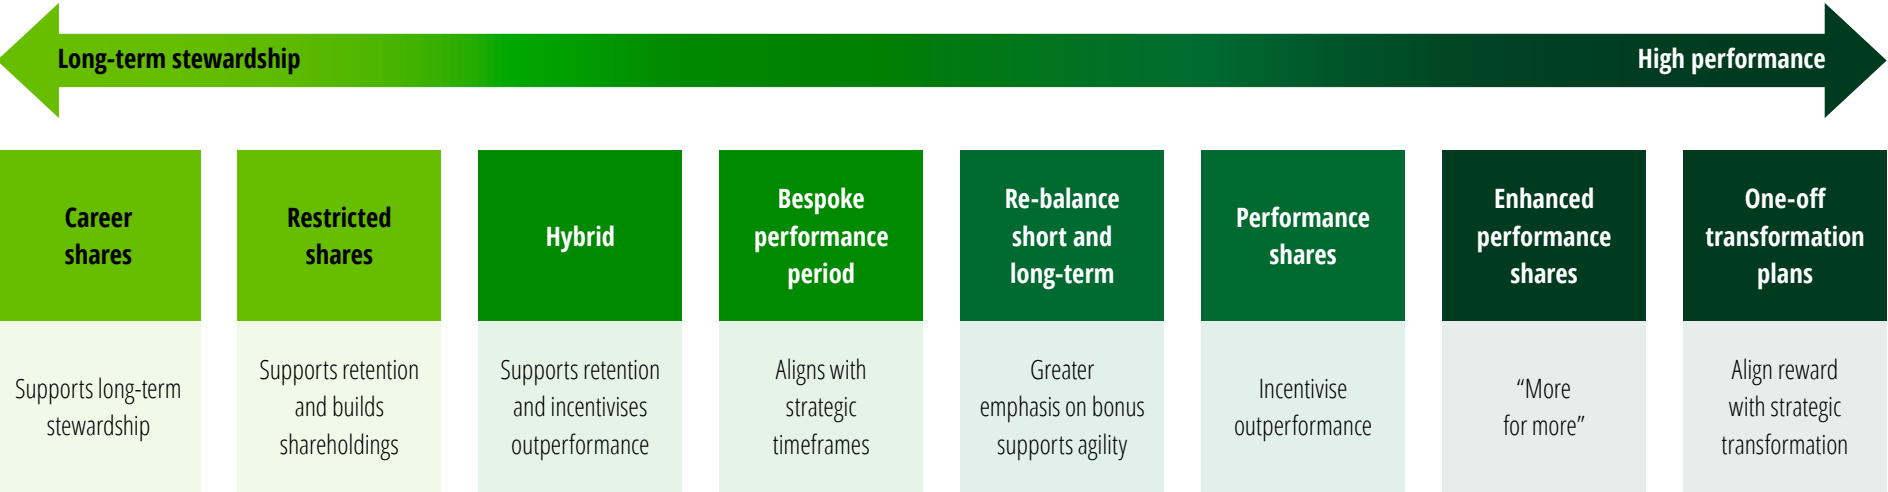 Long-term stewardship
High performance
Career
shares
Supports long-term
stewardship
Restricted
shares
Supports retention
and builds
shareholdings
Hybrid
Supports retention
and incentivises
outperformance
Bespoke
performance
period
Aligns with
strategic
timeframes
Re-balance
short and
long-term
Greater
emphasis on bonus
supports agility
Performance
shares
Incentivise
outperformance
Enhanced
performance
shares
“More
for more”
One-off
transformation
plans
Align reward
with strategic
transformation